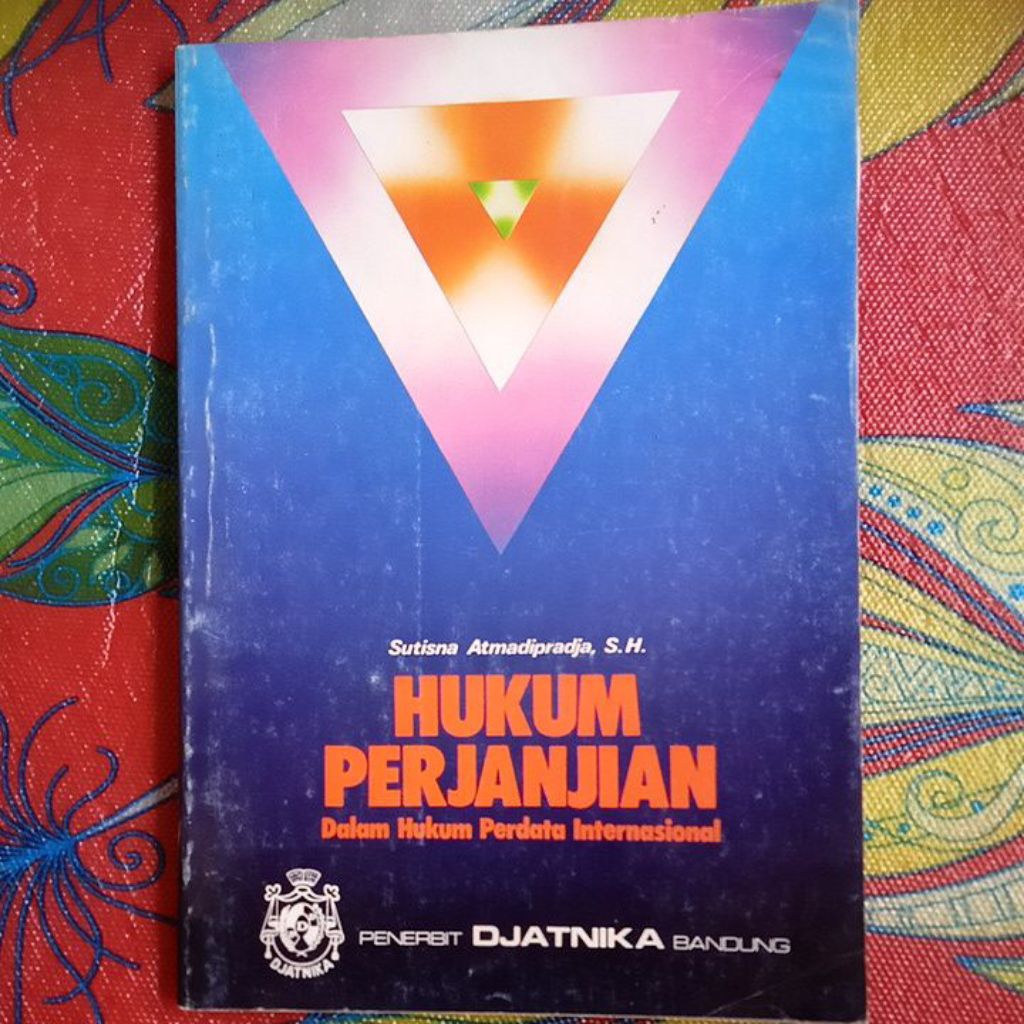 Sutisna Atmadipradja, S.H.
HUKUM
PERJANJIAN
Dalam Hukum Perdata Internasional
D
DJATNIKA
PENERBIT DJATNIKA BANDUNG